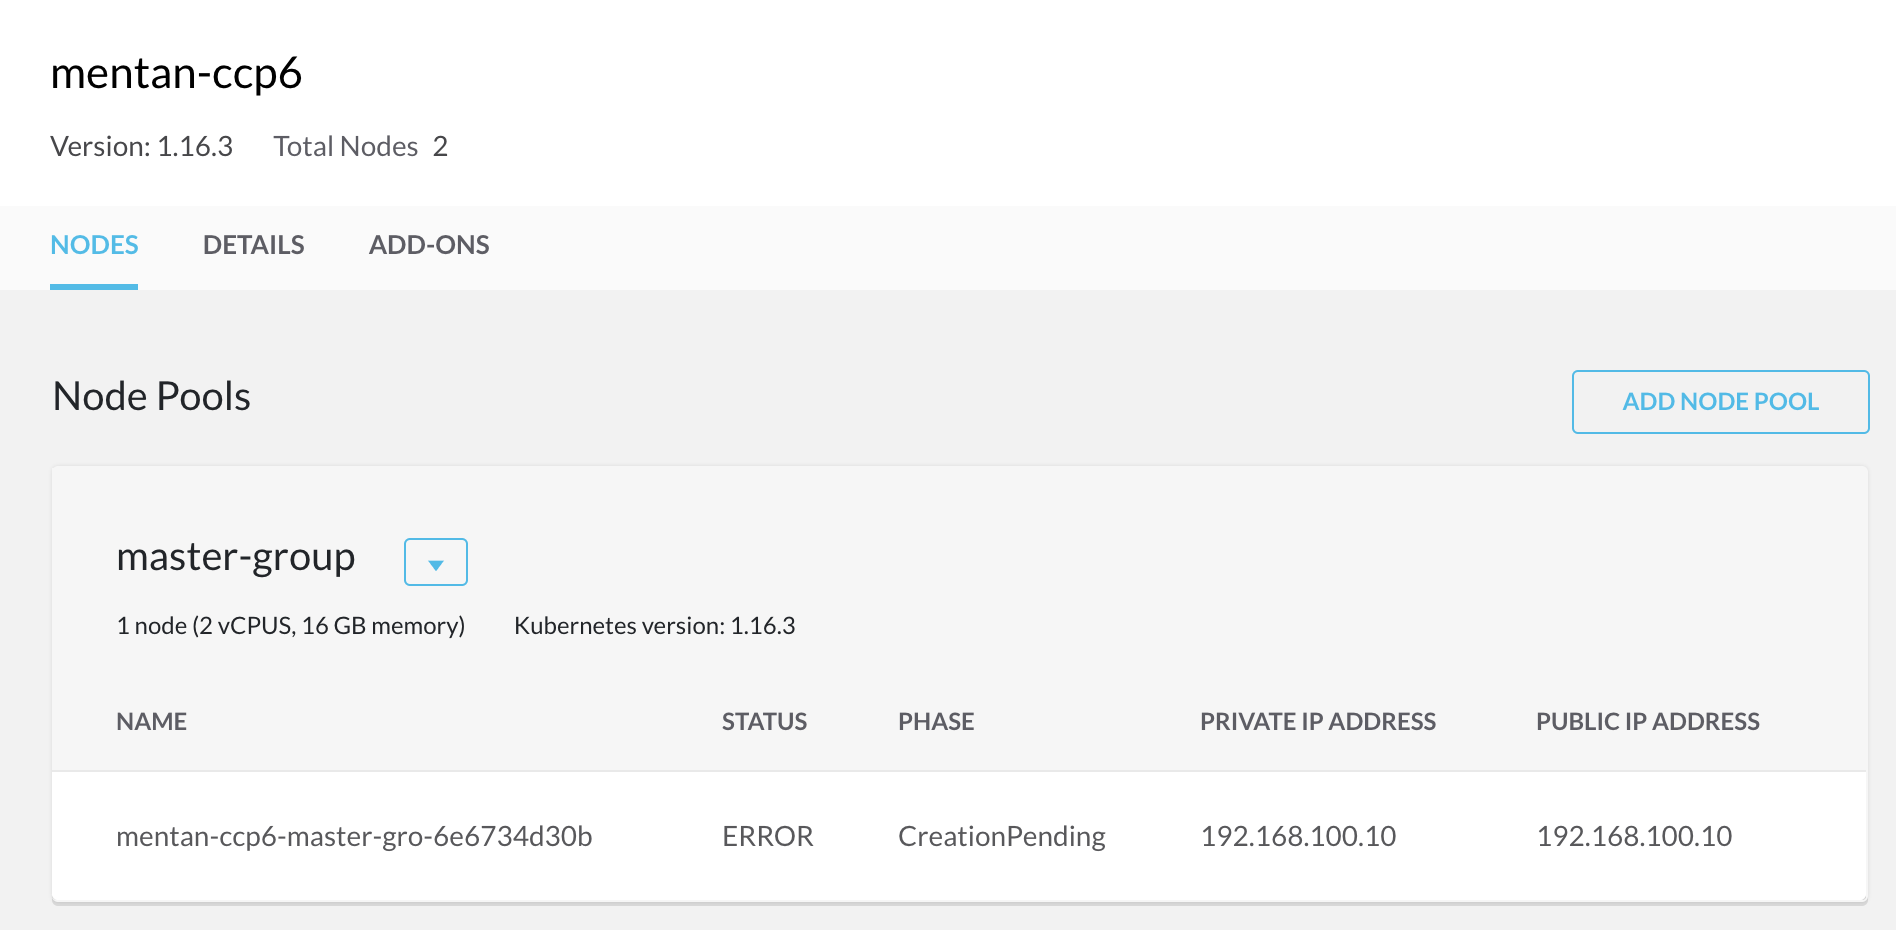 mentan-ccp6
Version: 1.16.3 Total Nodes 2
NODES DETAILS ADD-ONS
Node Pools ADD NODE POOL
master-group
1 node (2 vCPUS, 16 GB memory) Kubernetes version: 1.16.3
NAME STATUS PHASE PRIVATE IP ADDRESS PUBLIC IP ADDRESS
mentan-ccp6-master-gro-6e6734d30b ERROR CreationPending 192.168.100.10 192.168.100.10